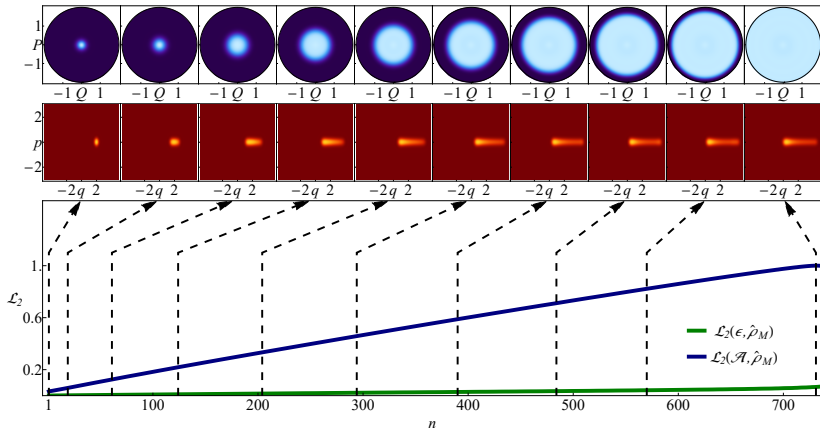 1
P
−1
−1 Q 1 −1 Q 1 −1 Q 1 −1 Q 1 −1 Q 1 −1 Q 1 −1 Q 1 −1 Q 1 −1 Q 1 −1 Q 1
2
p
−2
−2 q 2 −2 q 2 −2 q 2 −2 q 2 −2 q 2 −2 q 2 −2 q 2 −2 q 2 −2 q 2 −2 q 2
1.
ℒ₂
0.6
0.2
ℒ₂(ϵ, ρ̂_M)
ℒ₂(𝒜, ρ̂_M)
1 100 200 300 400 500 600 700
n